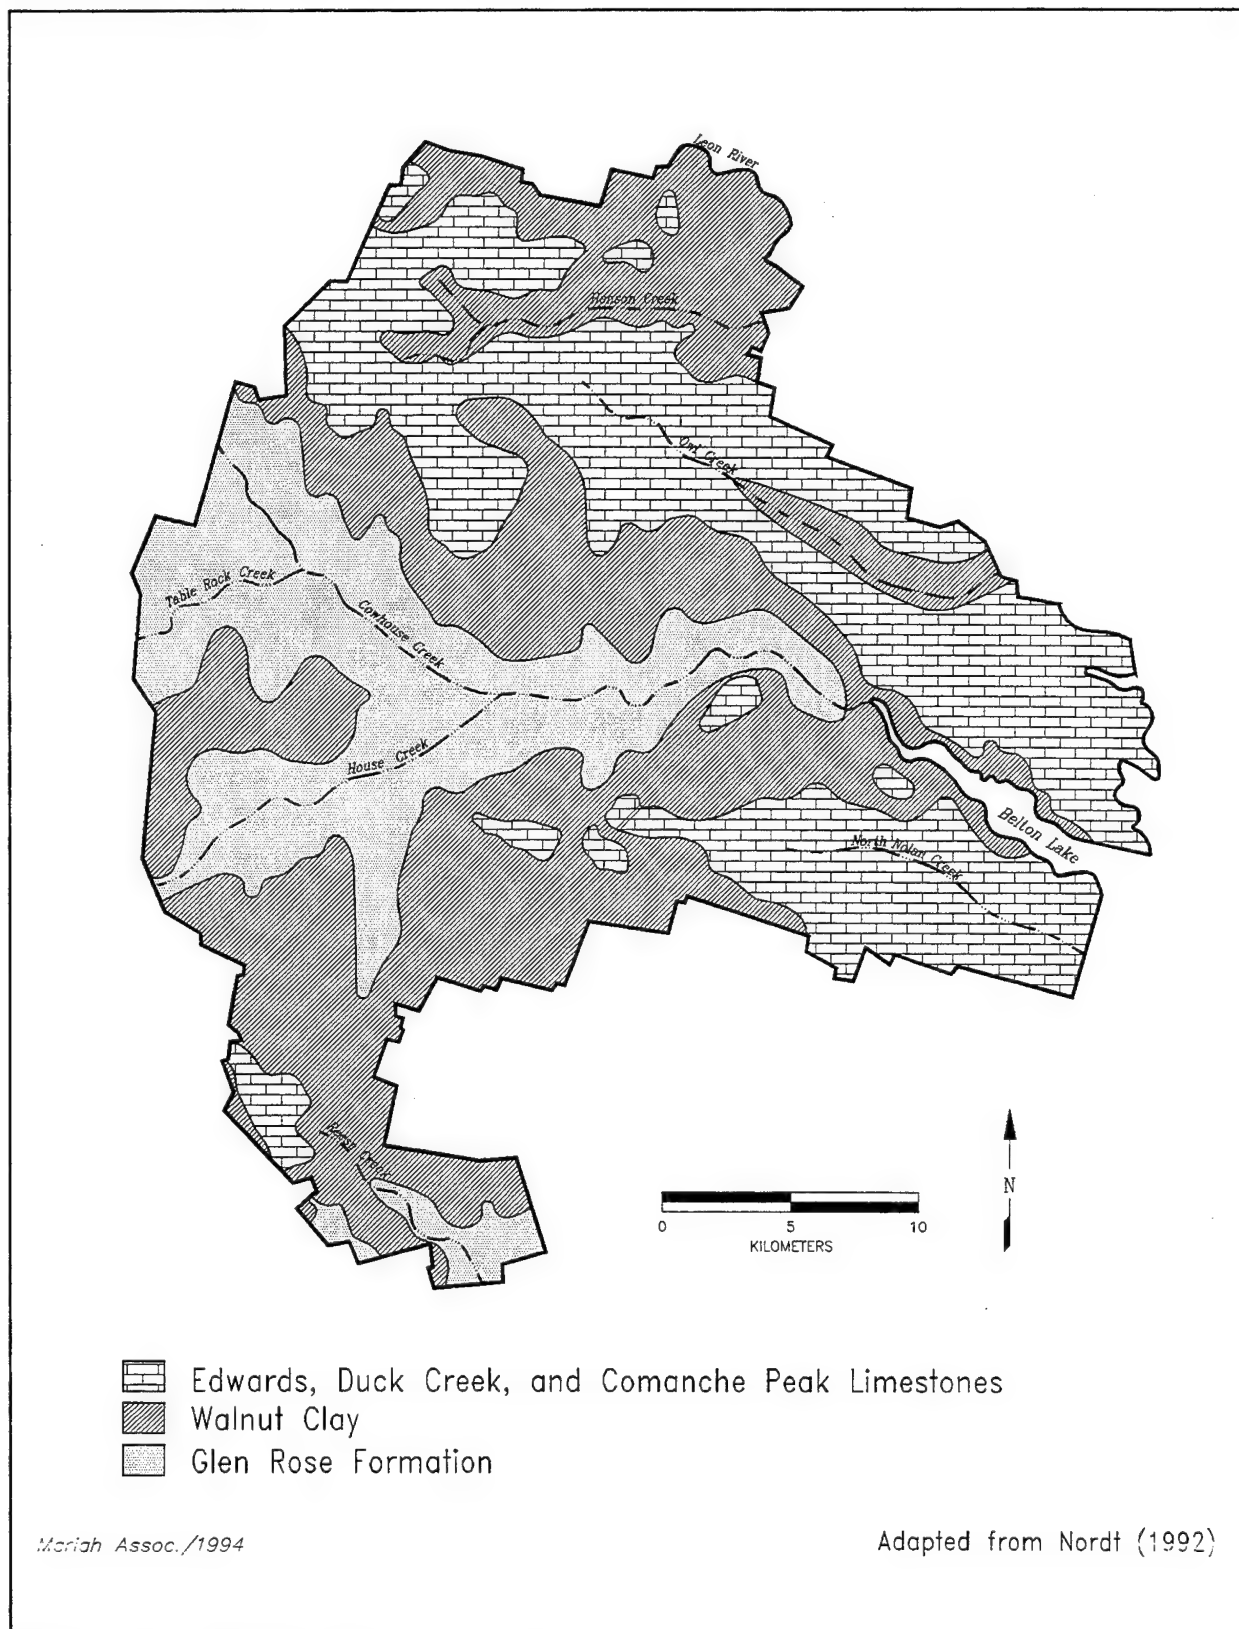 Leon River
Henson Creek
Owl Creek
Table Rock Creek
Cowhouse Creek
House Creek
Belton Lake
North Nolan Creek
Reese Creek
N
0 5 10
KILOMETERS
Edwards, Duck Creek, and Comanche Peak Limestones
Walnut Clay
Glen Rose Formation
Mariah Assoc./1994
Adapted from Nordt (1992)